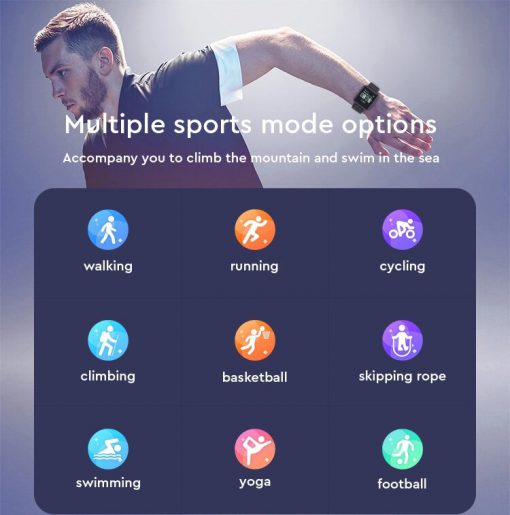 Multiple sports mode options
Accompany you to climb the mountain and swim in the sea
walking
running
cycling
climbing
basketball
skipping rope
swimming
yoga
football